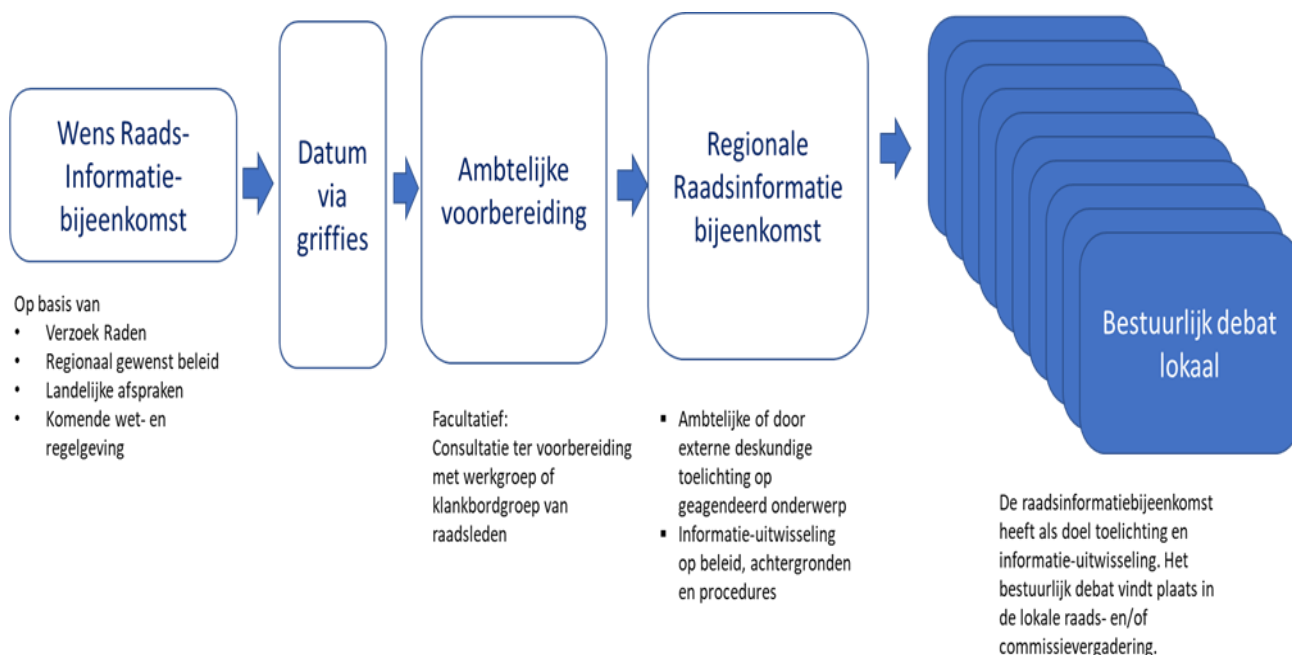 Wens Raads-
Informatie-
bijeenkomst
Op basis van
• Verzoek Raden
• Regionaal gewenst beleid
• Landelijke afspraken
• Komende wet- en
regelgeving
Datum
via
griffies
Ambtelijke
voorbereiding
Facultatief:
Consultatie ter voorbereiding
met werkgroep of
klankbordgroep van
raadsleden
Regionale
Raadsinformatie
bijeenkomst
▪ Ambtelijke of door
externe deskundige
toelichting op
geagendeerd onderwerp
▪ Informatie-uitwisseling
op beleid, achtergronden
en procedures
Bestuurlijk debat
lokaal
De raadsinformatiebijeenkomst
heeft als doel toelichting en
informatie-uitwisseling. Het
bestuurlijk debat vindt plaats in
de lokale raads- en/of
commissievergadering.